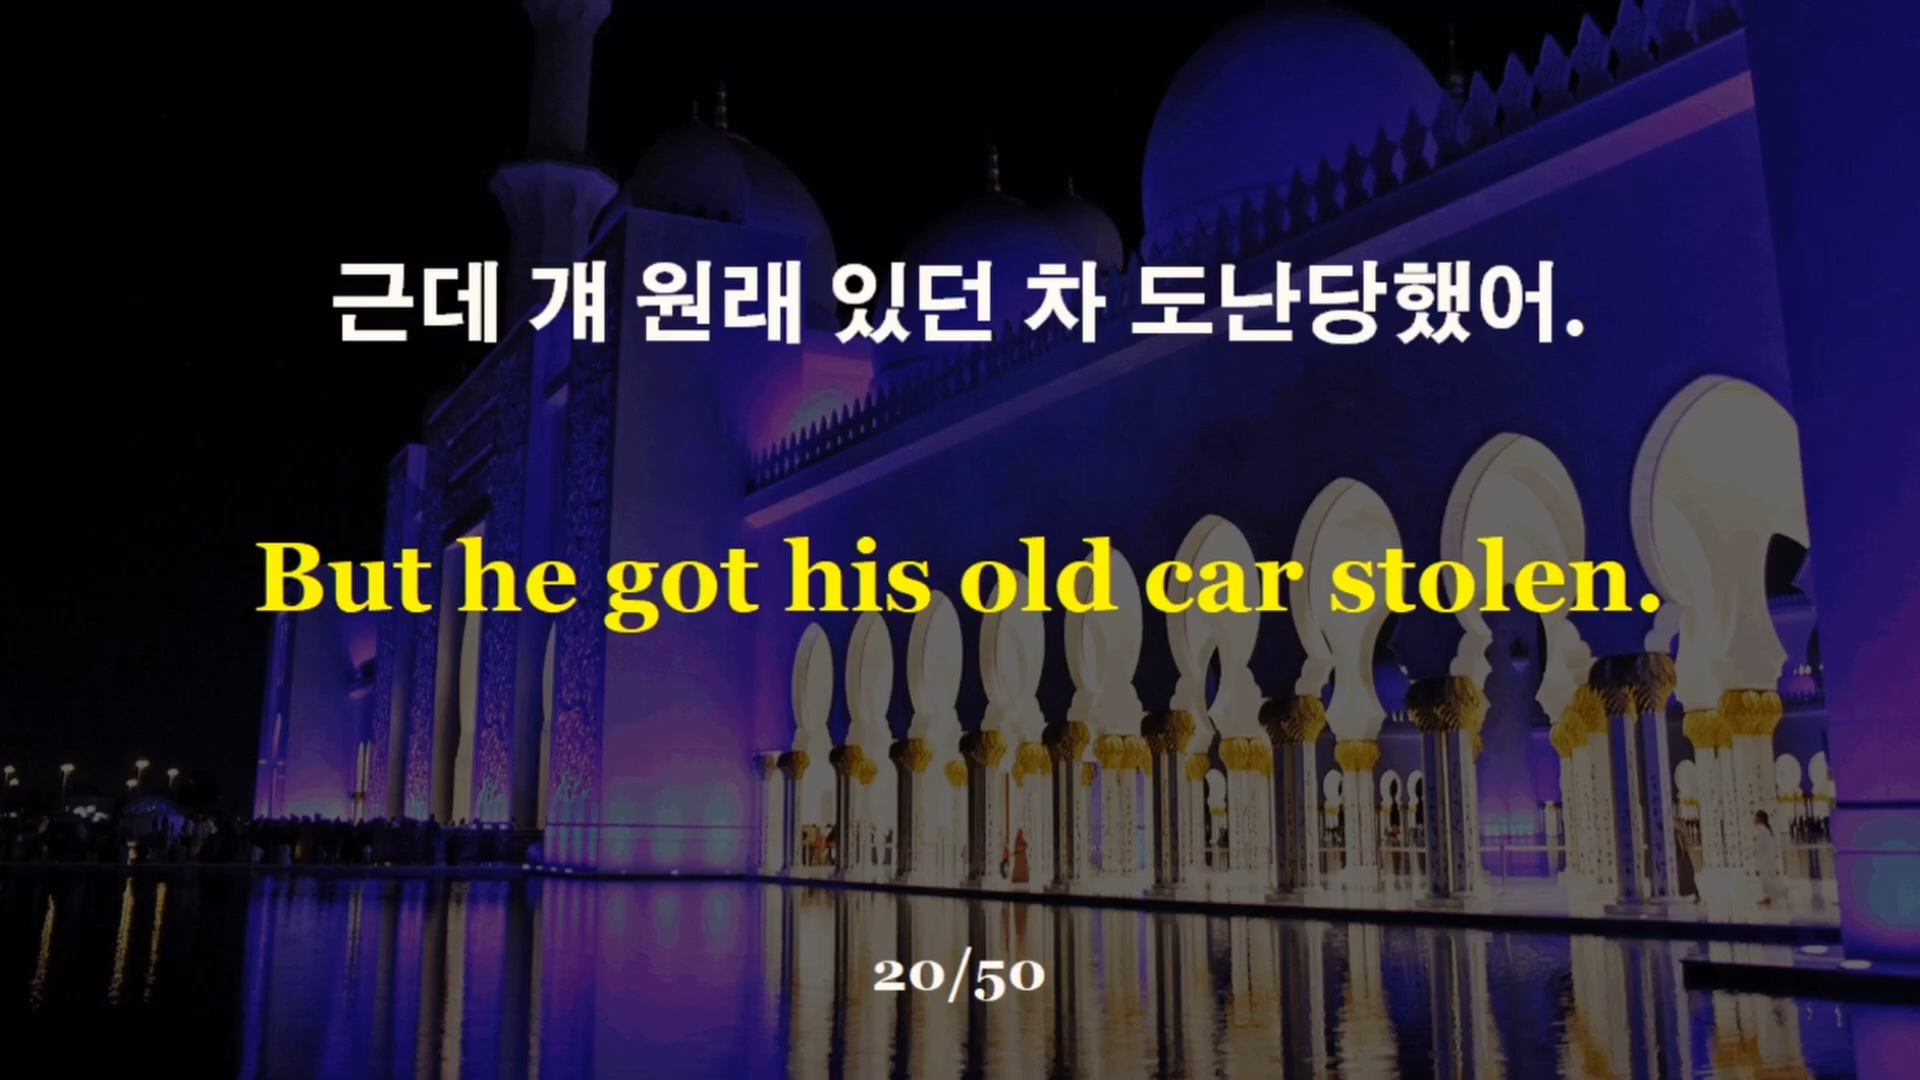 근데 걔 원래 있던 차 도난당했어.
But he got his old car stolen.
20/50